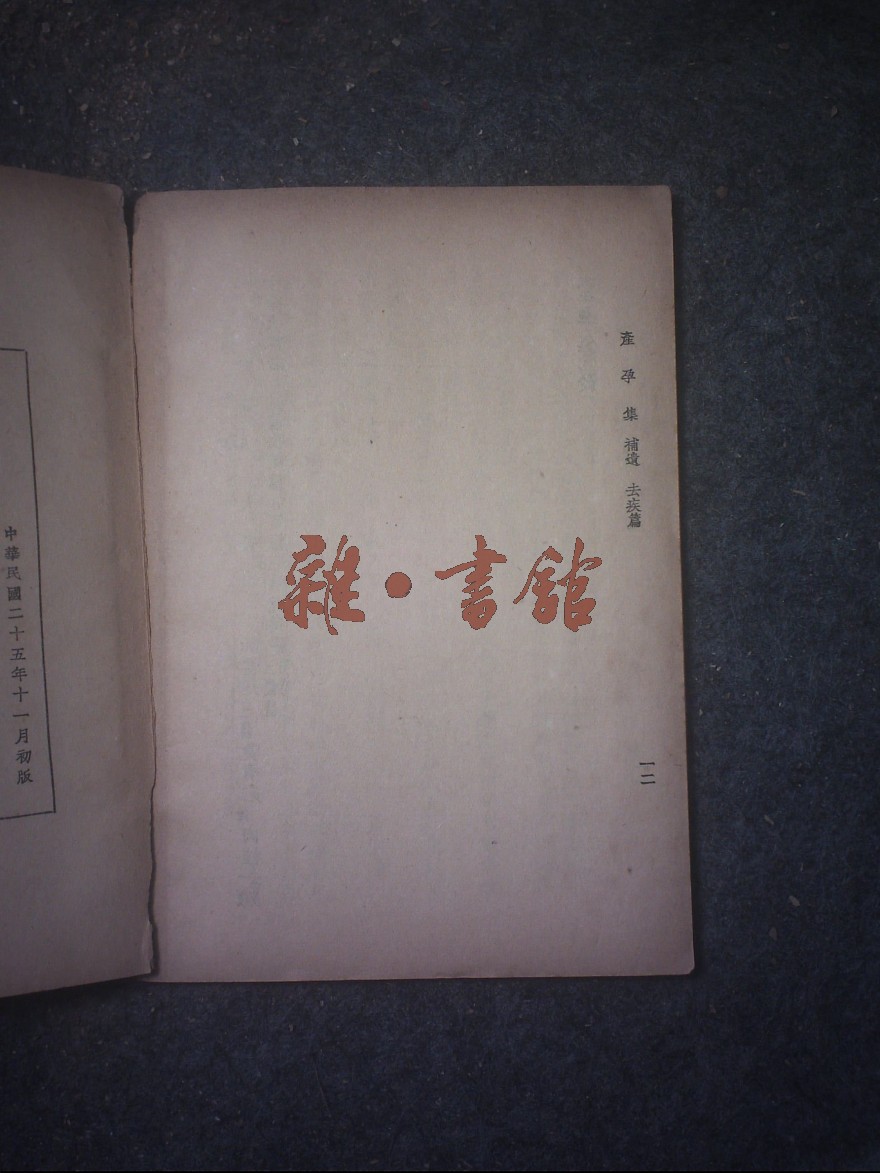 產孕集 補遺 去疾篇
一二
雜·書館
中華民國二十五年十一月初版